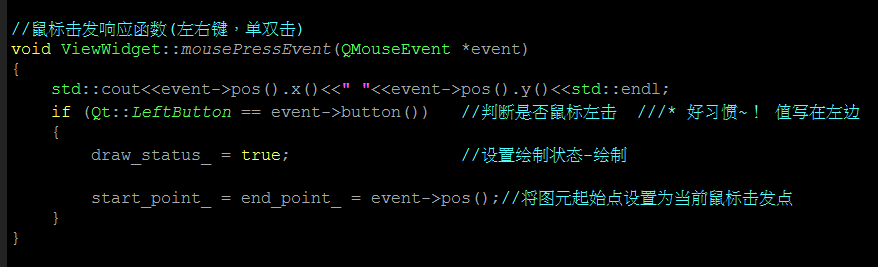 //鼠标击发响应函数(左右键，单双击)
void ViewWidget::mousePressEvent(QMouseEvent *event)
{
    std::cout<<event->pos().x()<<" "<<event->pos().y()<<std::endl;
    if (Qt::LeftButton == event->button())   //判断是否鼠标左击  ///* 好习惯~！ 值写在左边
    {
        draw_status_ = true;                 //设置绘制状态-绘制
        start_point_ = end_point_ = event->pos();//将图元起始点设置为当前鼠标击发点
    }
}